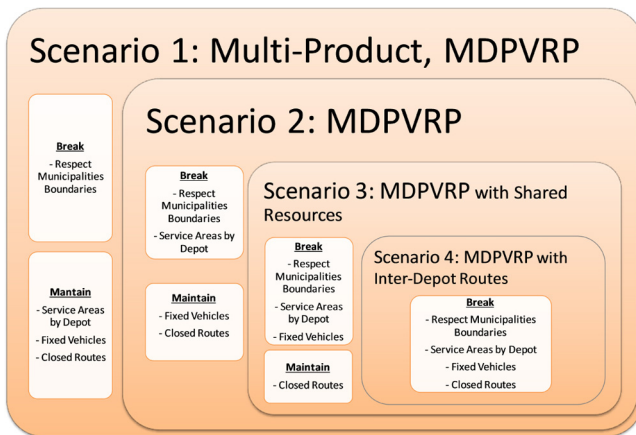 Scenario 1: Multi-Product, MDPVRP
Break
- Respect
Municipalities
Boundaries
Mantain
- Service Areas
by Depot
- Fixed Vehicles
- Closed Routes
Scenario 2: MDPVRP
Break
- Respect
Municipalities
Boundaries
- Service Areas by
Depot
Maintain
- Fixed Vehicles
- Closed Routes
Scenario 3: MDPVRP with Shared
Resources
Break
- Respect
Municipalities
Boundaries
- Service Areas
by Depot
- Fixed Vehicles
Maintain
- Closed Routes
Scenario 4: MDPVRP with
Inter-Depot Routes
Break
- Respect Municipalities
Boundaries
- Service Areas by Depot
- Fixed Vehicles
- Closed Routes